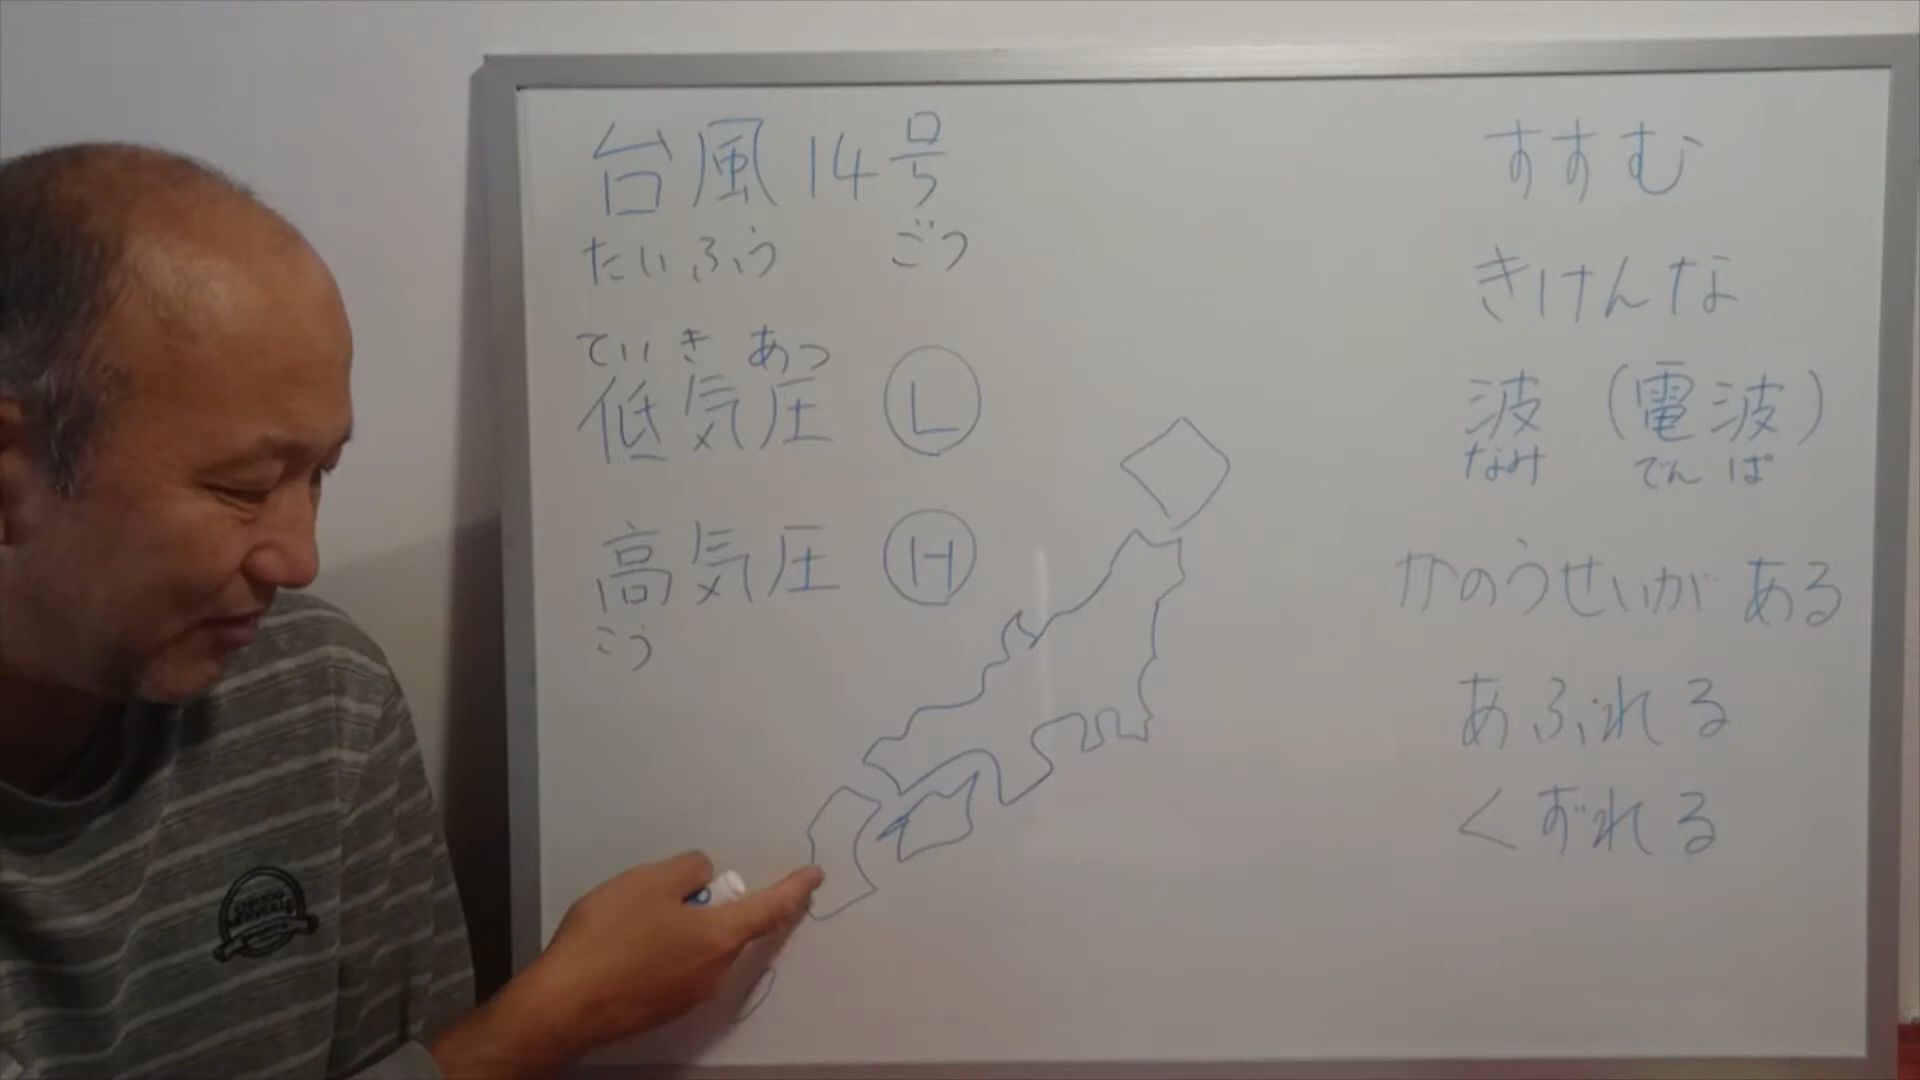 台風14号
たいふう ごう
ていきあつ
低気圧 L
高気圧 H
こう
すすむ
きけんな
波（電波）
なみ でんぱ
かのうせいが ある
あふれる
くずれる